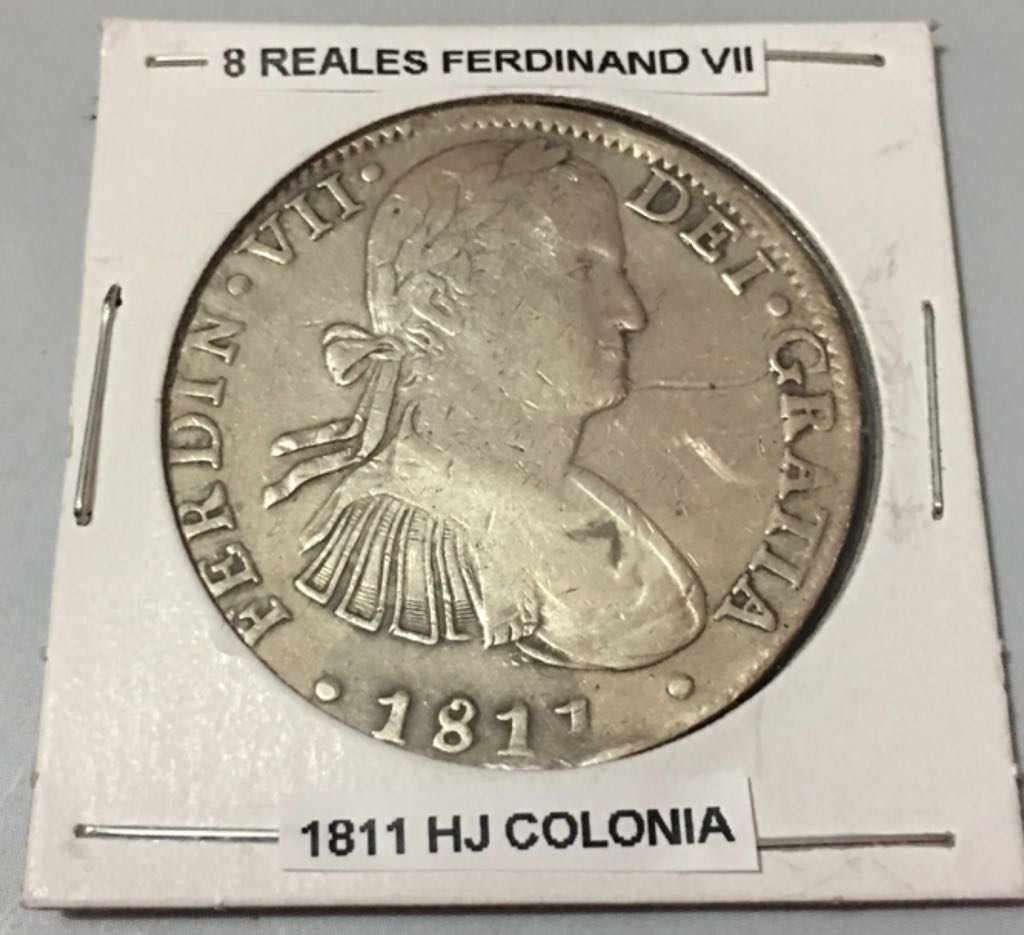 8 REALES FERDINAND VII
FERDIN · VII · DEI · GRATIA
· 1811 ·
1811 HJ COLONIA